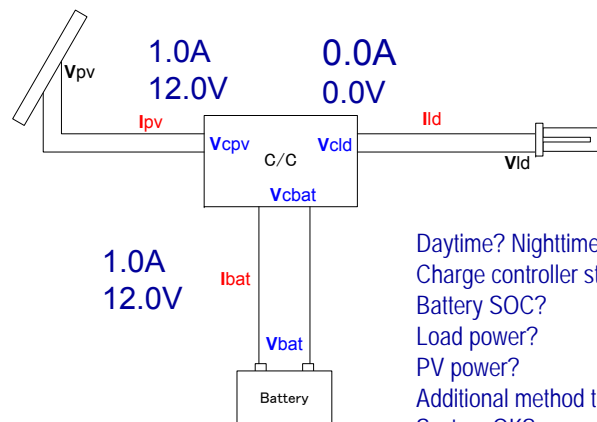 1.0A
12.0V
0.0A
0.0V
Vpv
Ipv
Ild
Vcpv
C/C
Vcld
Vld
Vcbat
1.0A
12.0V
Ibat
Vbat
Battery
Daytime? Nighttime
Charge controller st
Battery SOC?
Load power?
PV power?
Additional method t